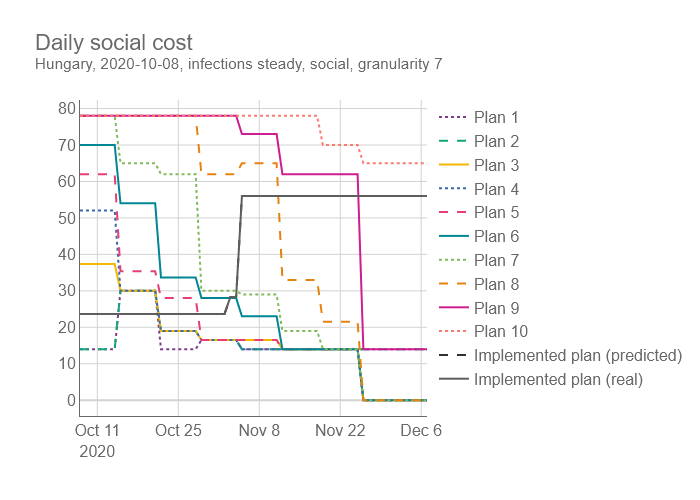 Daily social cost
Hungary, 2020-10-08, infections steady, social, granularity 7
80
70
60
50
40
30
20
10
0
Oct 11
2020
Oct 25
Nov 8
Nov 22
Dec 6
Plan 1
Plan 2
Plan 3
Plan 4
Plan 5
Plan 6
Plan 7
Plan 8
Plan 9
Plan 10
Implemented plan (predicted)
Implemented plan (real)